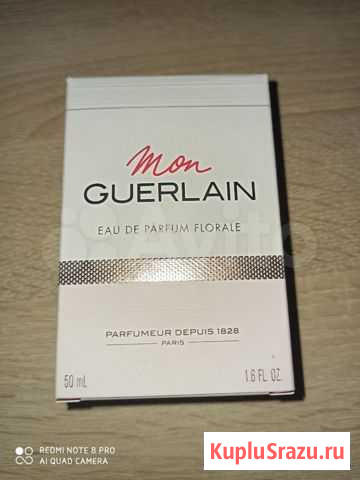 Mon
GUERLAIN
EAU DE PARFUM FLORALE
Avito
PARFUMEUR DEPUIS 1828
PARIS
50 mL 1.6 FL. OZ.
REDMI NOTE 8 PRO
AI QUAD CAMERA
KupluSrazu.ru